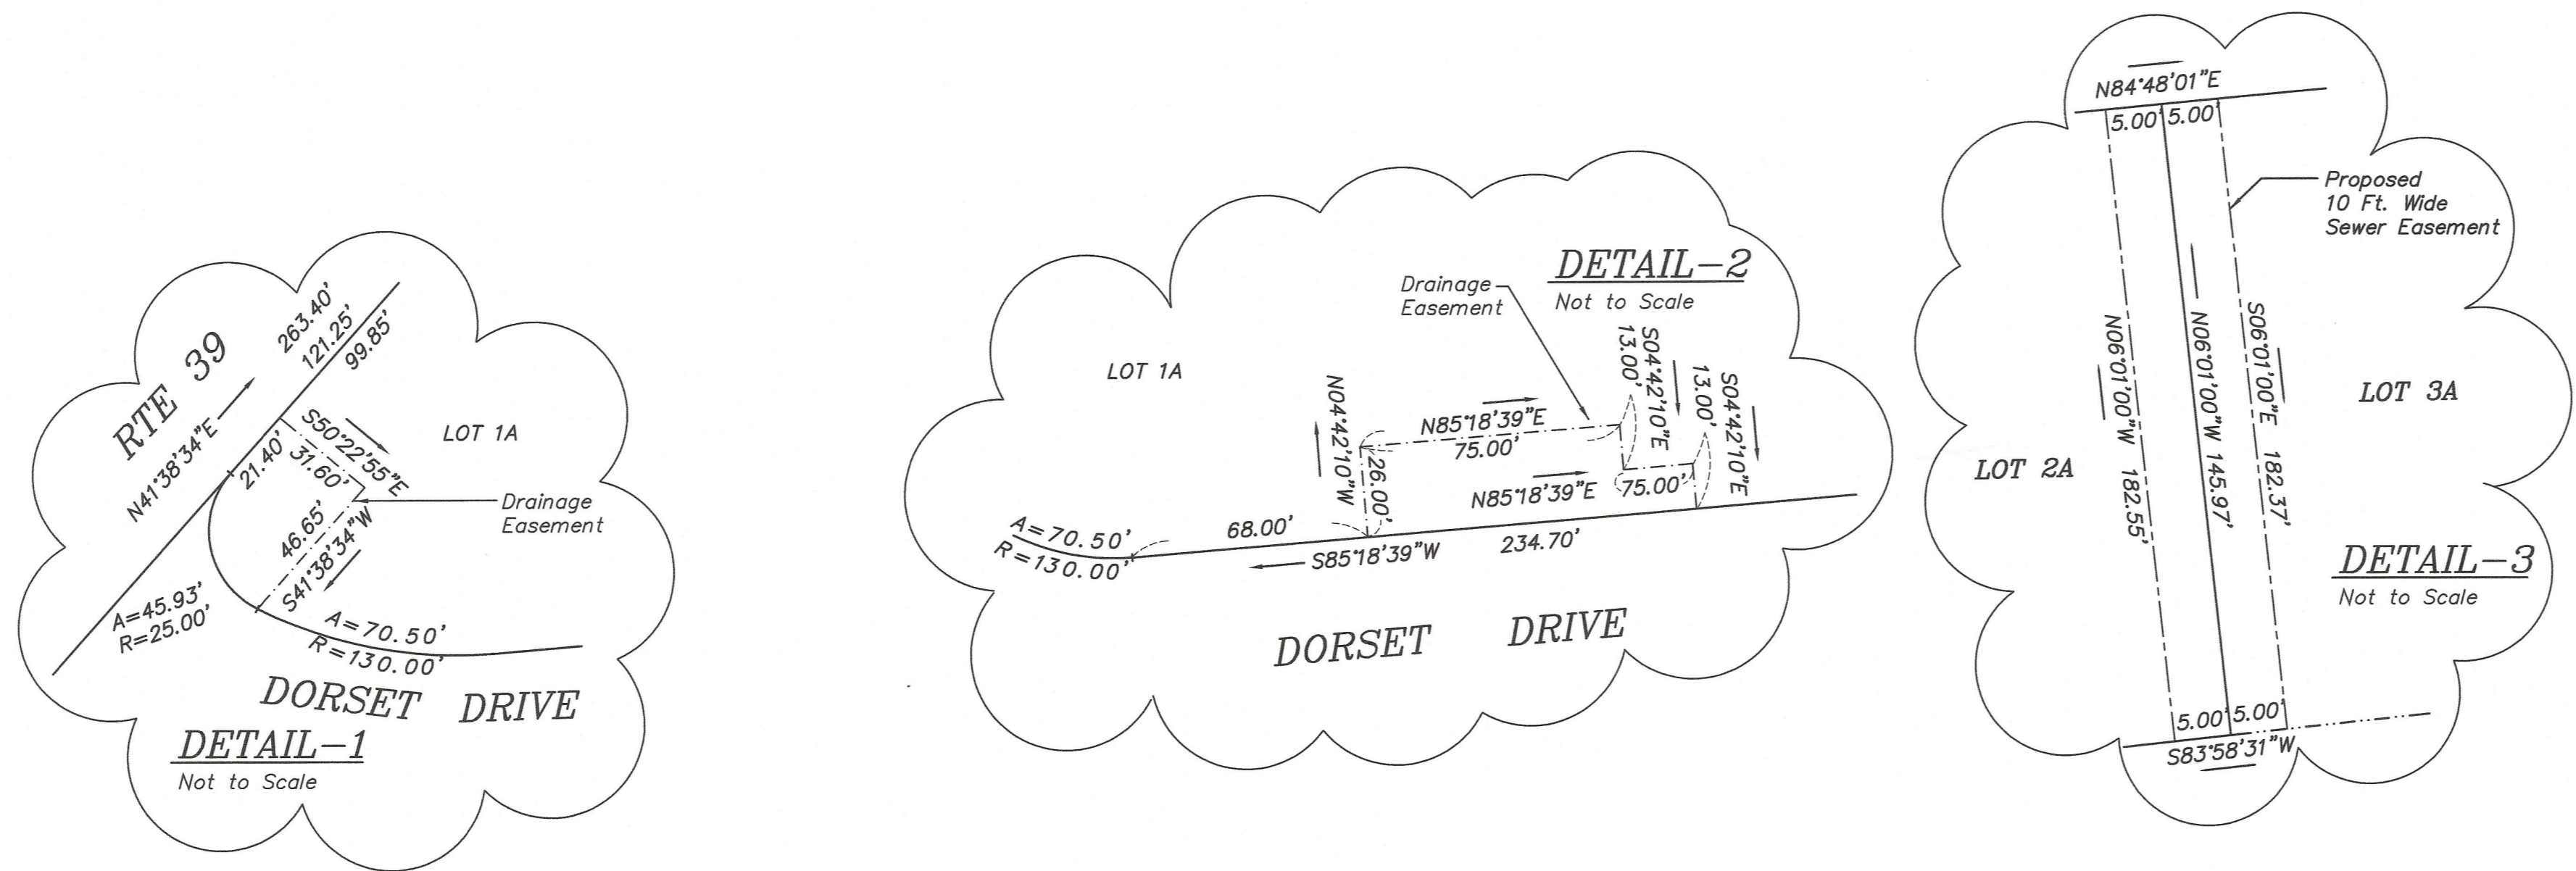 RTE 39
N41°38'34"E
263.40'
121.25'
99.85'
LOT 1A
S50°22'55"E
31.60'
21.40'
46.65'
S41°38'34"W
Drainage
Easement
A=45.93'
R=25.00'
A=70.50'
R=130.00'
DORSET DRIVE
DETAIL-1
Not to Scale
DETAIL-2
Not to Scale
Drainage
Easement
LOT 1A
N04°42'10"W
26.00'
N85°18'39"E
75.00'
S04°42'10"E
13.00'
S04°42'10"E
13.00'
N85°18'39"E
75.00'
A=70.50'
R=130.00'
68.00'
S85°18'39"W
234.70'
DORSET DRIVE
N84°48'01"E
5.00' 5.00'
Proposed
10 Ft. Wide
Sewer Easement
N06°01'00"W 182.55'
N06°01'00"W 145.97'
S06°01'00"E 182.37'
LOT 2A
LOT 3A
DETAIL-3
Not to Scale
5.00' 5.00'
S83°58'31"W